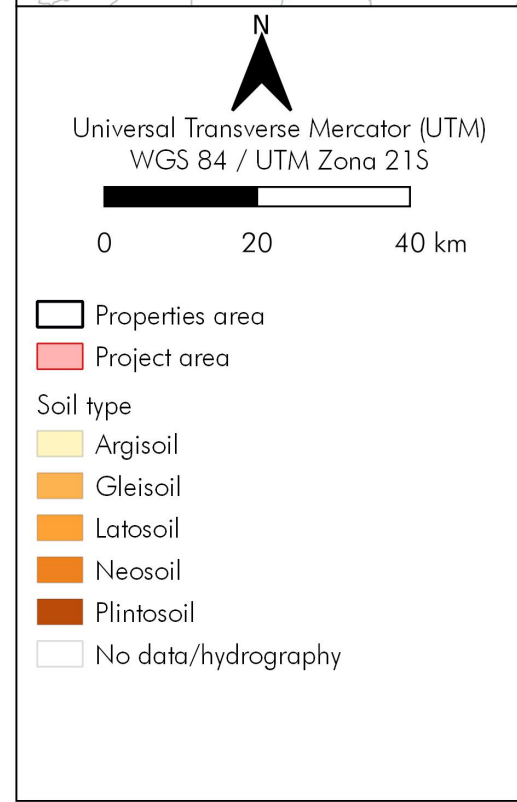 N
Universal Transverse Mercator (UTM)
WGS 84 / UTM Zona 21S
0 20 40 km
Properties area
Project area
Soil type
Argisoil
Gleisoil
Latosoil
Neosoil
Plintosoil
No data/hydrography